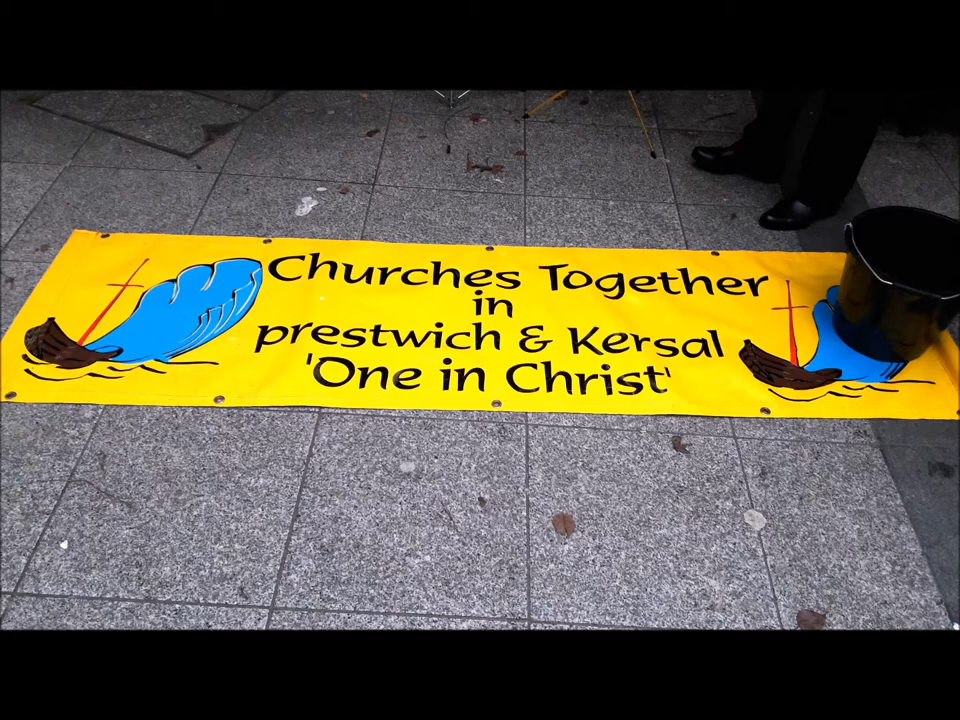 Churches Together
in
prestwich & Kersal
'One in Christ'